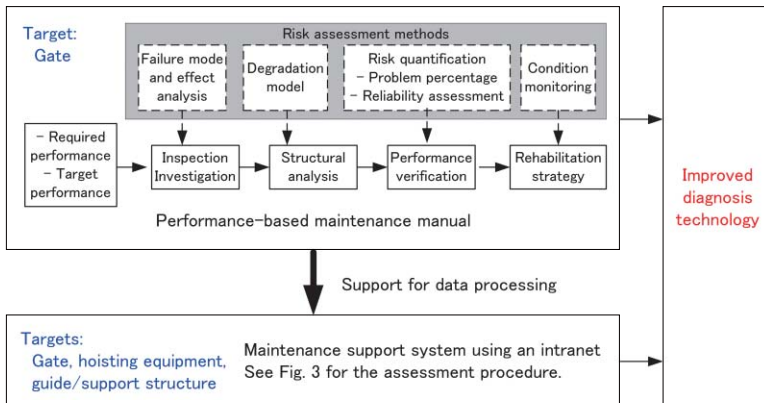 Target:
Gate
Risk assessment methods
Failure mode
and effect
analysis
Degradation
model
Risk quantification
– Problem percentage
– Reliability assessment
Condition
monitoring
– Required
performance
– Target
performance
Inspection
Investigation
Structural
analysis
Performance
verification
Rehabilitation
strategy
Performance-based maintenance manual
Improved
diagnosis
technology
Support for data processing
Targets:
Gate, hoisting equipment,
guide/support structure
Maintenance support system using an intranet
See Fig. 3 for the assessment procedure.